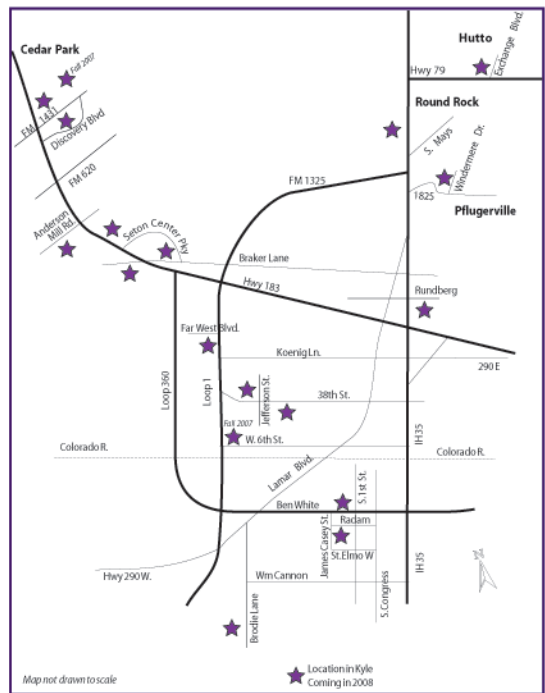 Cedar Park
Fall 2007
FM 1431
Discovery Blvd
FM 620
Anderson
Mill Rd.
Seton Center Pky
Hutto
Exchange Blvd.
Hwy 79
Round Rock
S. Mays
Windermere Dr.
1825
Pflugerville
FM 1325
Braker Lane
Hwy 183
Rundberg
Far West Blvd.
Koenig Ln.
290 E
Loop 360
Loop 1
Jefferson St.
38th St.
Fall 2007
W. 6th St.
IH35
Colorado R.
Colorado R.
Lamar Blvd.
S.1st St.
Ben White
James Casey St.
Radam
St.Elmo W
Hwy 290 W.
Wm Cannon
Brodie Lane
S.Congress
IH35
N
Map not drawn to scale
Location in Kyle
Coming in 2008